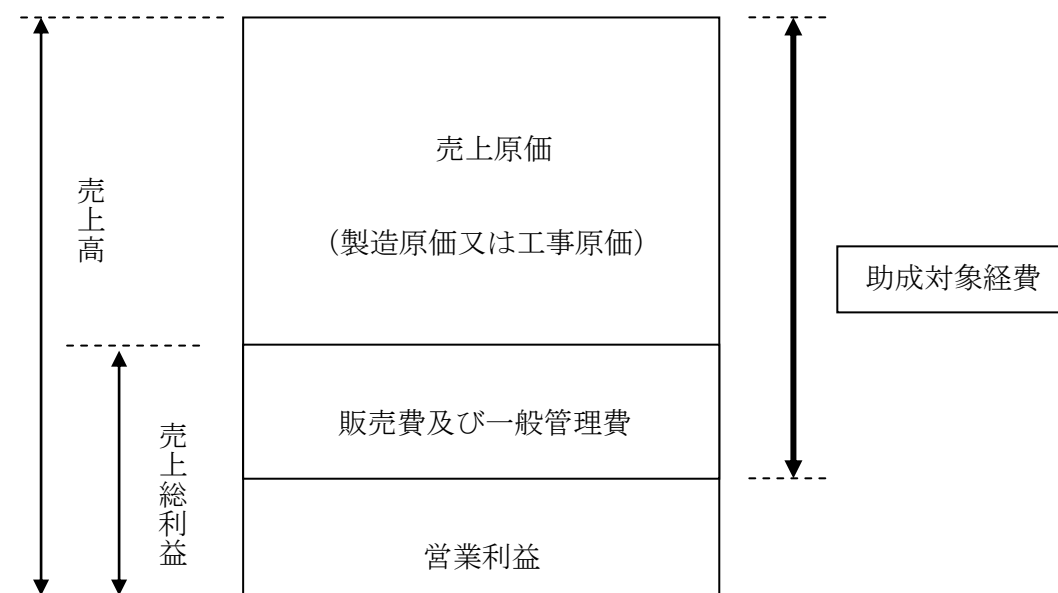 売上原価
（製造原価又は工事原価）
売上高
助成対象経費
販売費及び一般管理費
売上総利益
営業利益